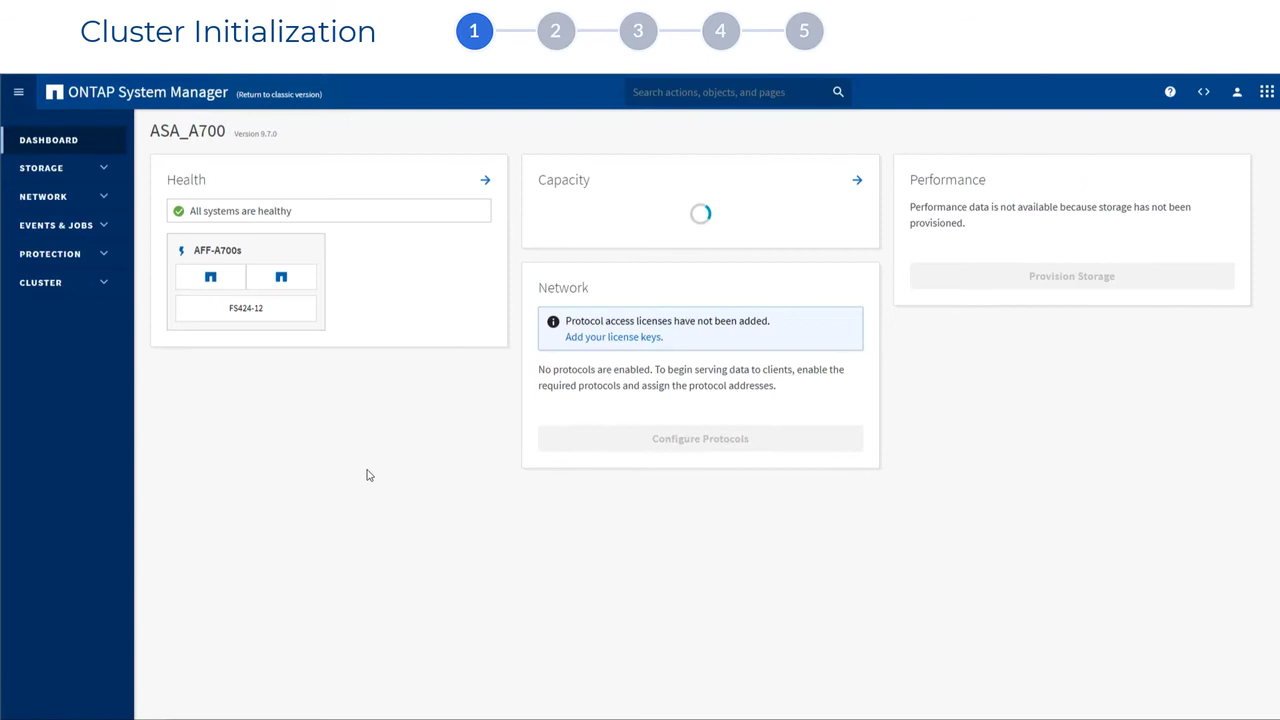 Cluster Initialization
1 2 3 4 5
ONTAP System Manager (Return to classic version)
Search actions, objects, and pages
DASHBOARD
STORAGE
NETWORK
EVENTS & JOBS
PROTECTION
CLUSTER
ASA_A700 Version 9.7.0
Health
All systems are healthy
AFF-A700s
FS424-12
Capacity
Network
Protocol access licenses have not been added.
Add your license keys.
No protocols are enabled. To begin serving data to clients, enable the
required protocols and assign the protocol addresses.
Configure Protocols
Performance
Performance data is not available because storage has not been
provisioned.
Provision Storage